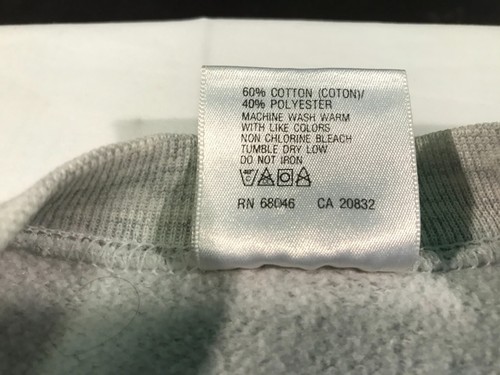 60% COTTON (COTON)/
40% POLYESTER
MACHINE WASH WARM
WITH LIKE COLORS
NON CHLORINE BLEACH
TUMBLE DRY LOW
DO NOT IRON
RN 68046 CA 20832